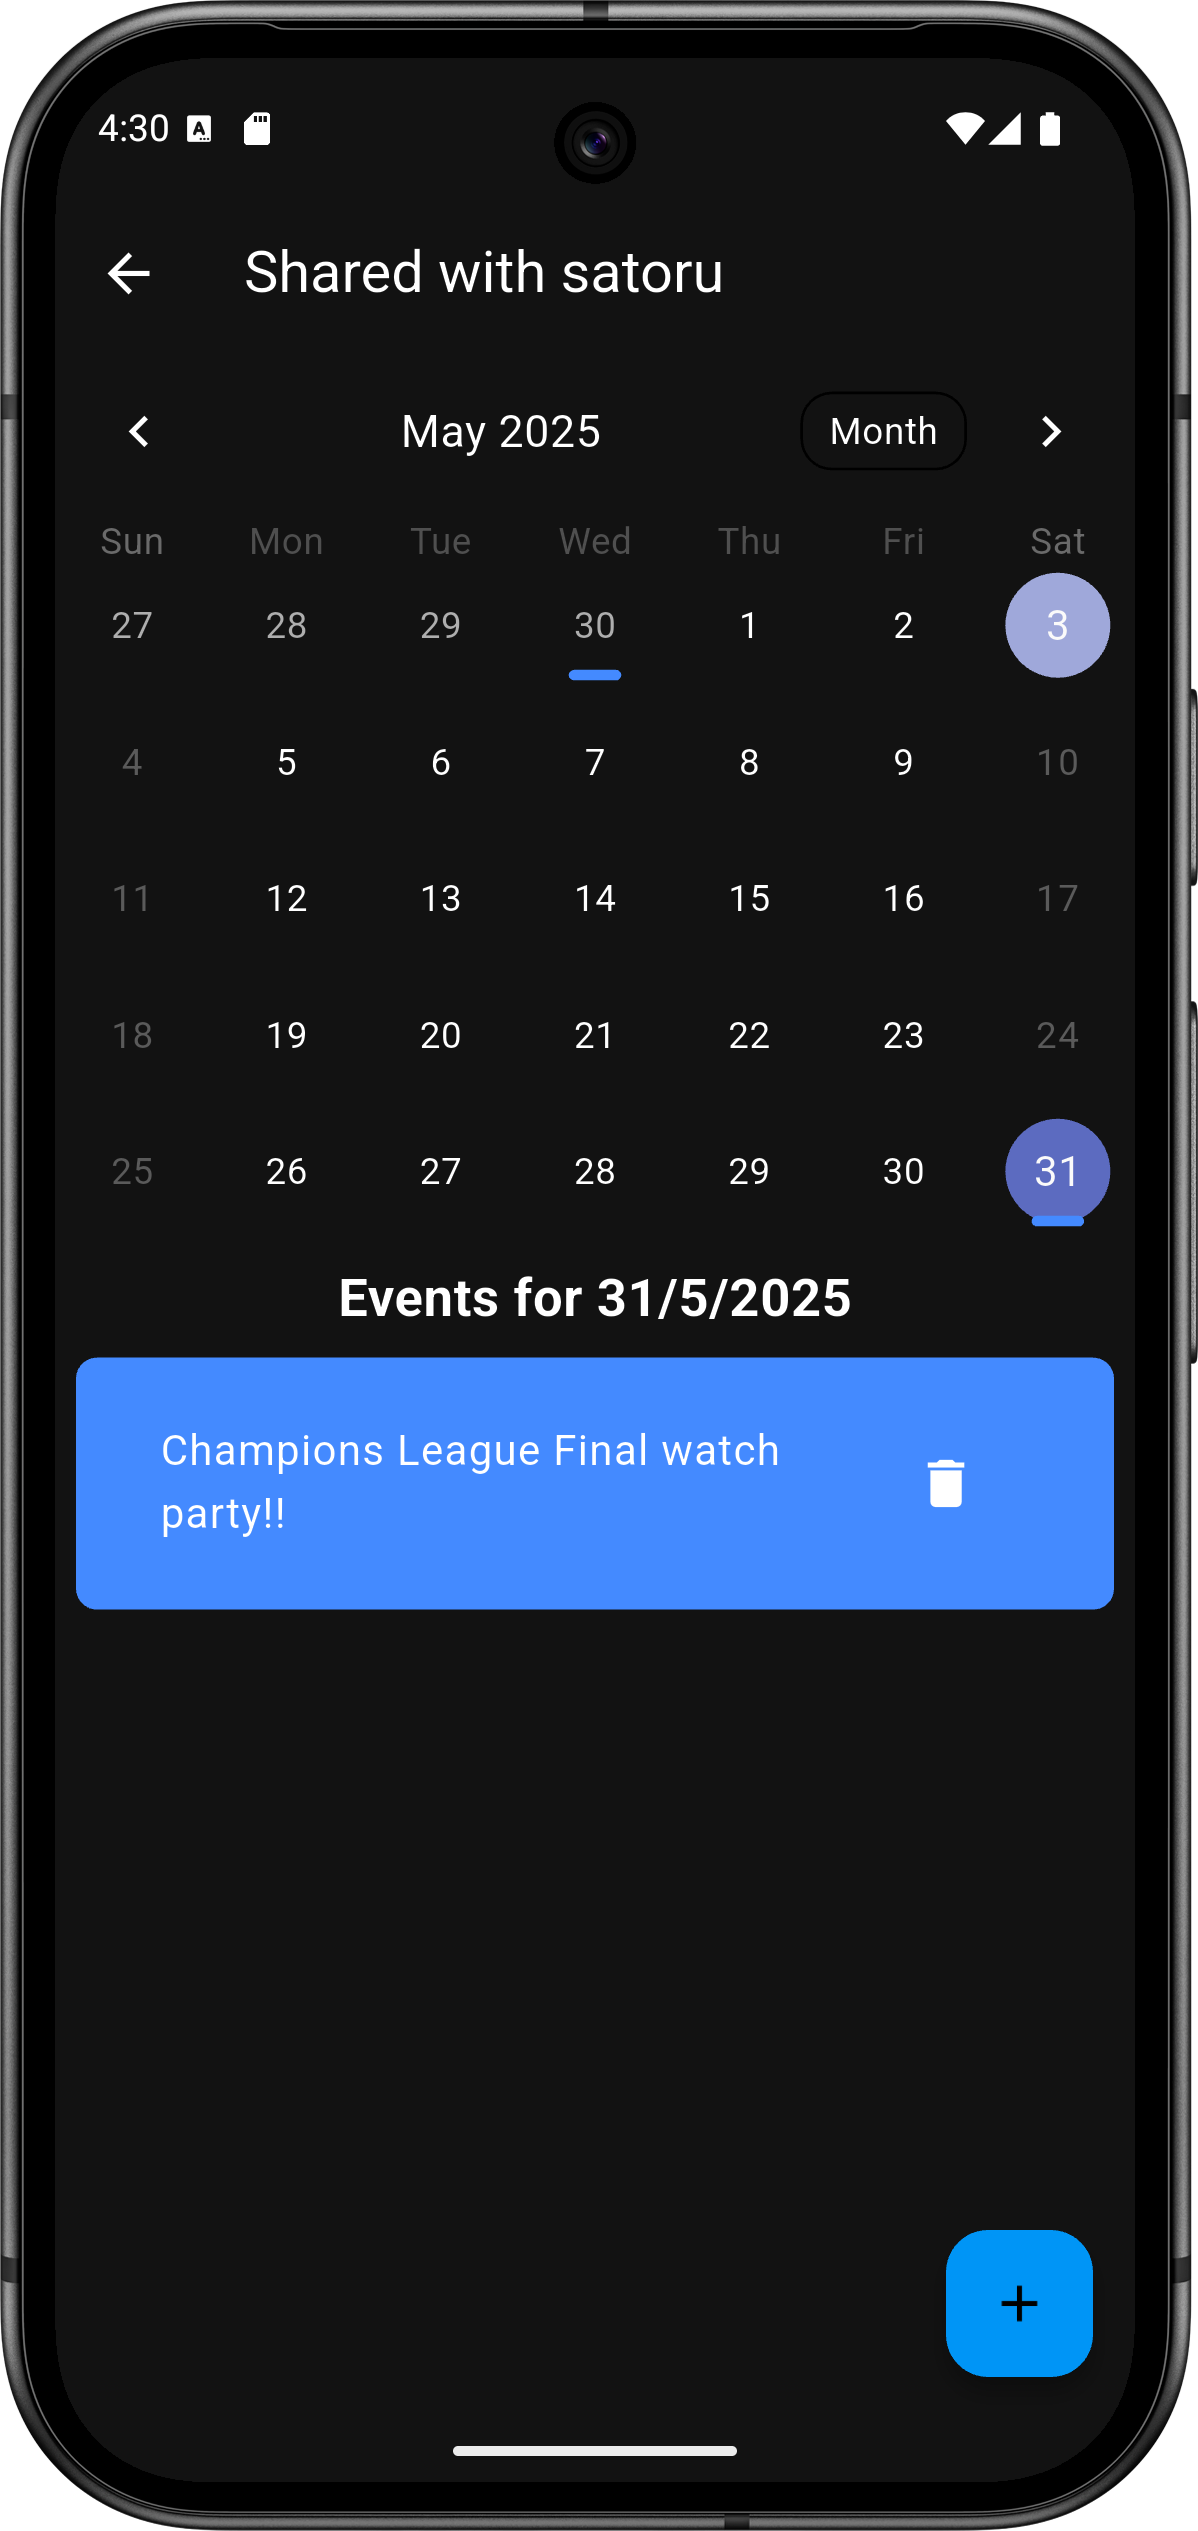 4:30
Shared with satoru
May 2025 Month
Sun Mon Tue Wed Thu Fri Sat
27 28 29 30 1 2 3
4 5 6 7 8 9 10
11 12 13 14 15 16 17
18 19 20 21 22 23 24
25 26 27 28 29 30 31
Events for 31/5/2025
Champions League Final watch
party!!